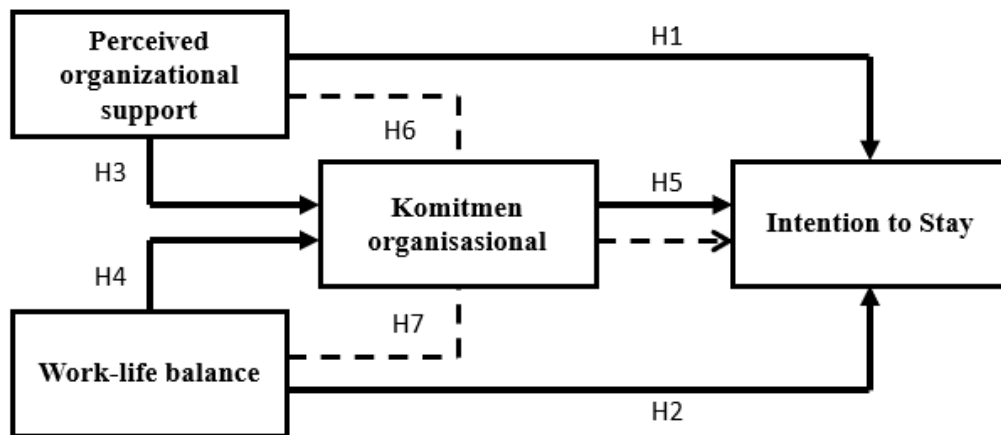 Perceived
organizational
support
H1
H6
H3
Komitmen
organisasional
H5
Intention to Stay
H4
H7
Work-life balance
H2